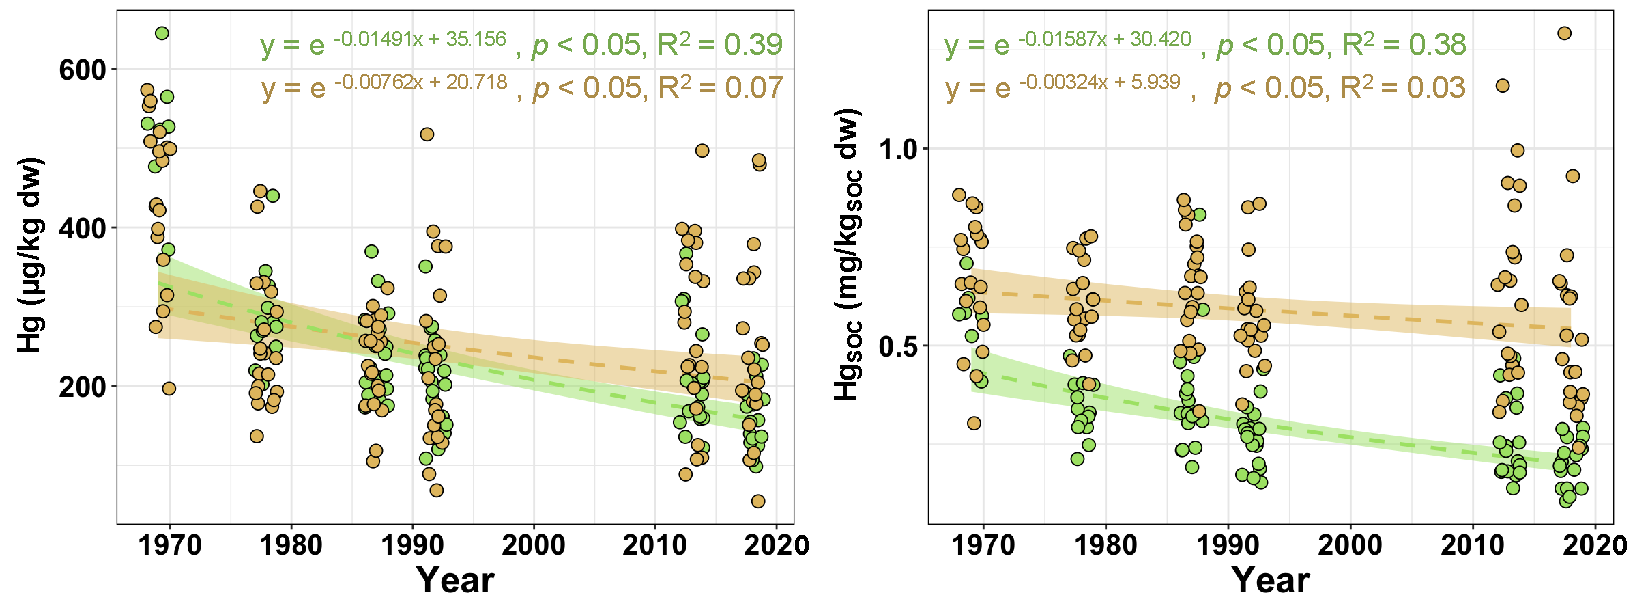 y = e -0.01491x + 35.156 , p < 0.05, R2 = 0.39
y = e -0.00762x + 20.718 , p < 0.05, R2 = 0.07
Hg (µg/kg dw)
600
400
200
1970 1980 1990 2000 2010 2020
Year
y = e -0.01587x + 30.420 , p < 0.05, R2 = 0.38
y = e -0.00324x + 5.939 , p < 0.05, R2 = 0.03
HgSOC (mg/kgSOC dw)
1.0
0.5
1970 1980 1990 2000 2010 2020
Year